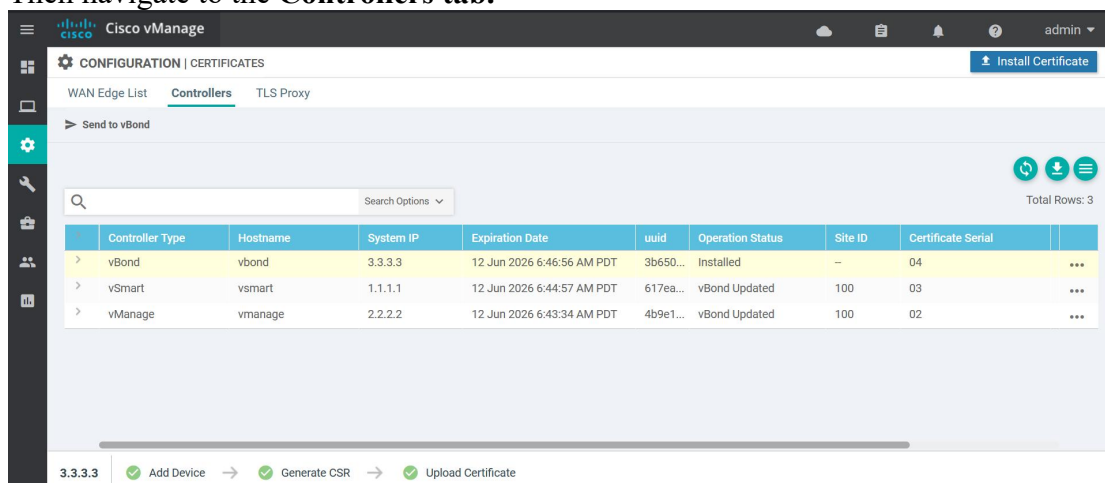 Then navigate to the Controllers tab.
CISCO Cisco vManage admin
CONFIGURATION | CERTIFICATES Install Certificate
WAN Edge List Controllers TLS Proxy
Send to vBond
Search Options Total Rows: 3
Controller Type Hostname System IP Expiration Date uuid Operation Status Site ID Certificate Serial
vBond vbond 3.3.3.3 12 Jun 2026 6:46:56 AM PDT 3b650... Installed – 04
vSmart vsmart 1.1.1.1 12 Jun 2026 6:44:57 AM PDT 617ea... vBond Updated 100 03
vManage vmanage 2.2.2.2 12 Jun 2026 6:43:34 AM PDT 4b9e1... vBond Updated 100 02
3.3.3.3 Add Device → Generate CSR → Upload Certificate